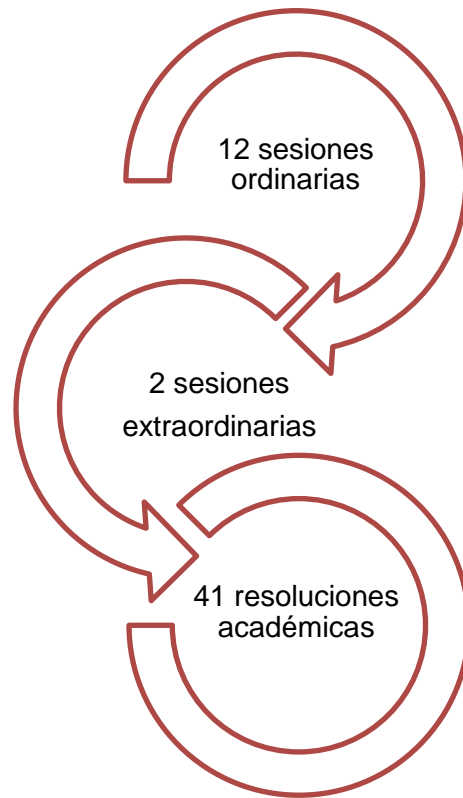 12 sesiones
ordinarias
2 sesiones
extraordinarias
41 resoluciones
académicas